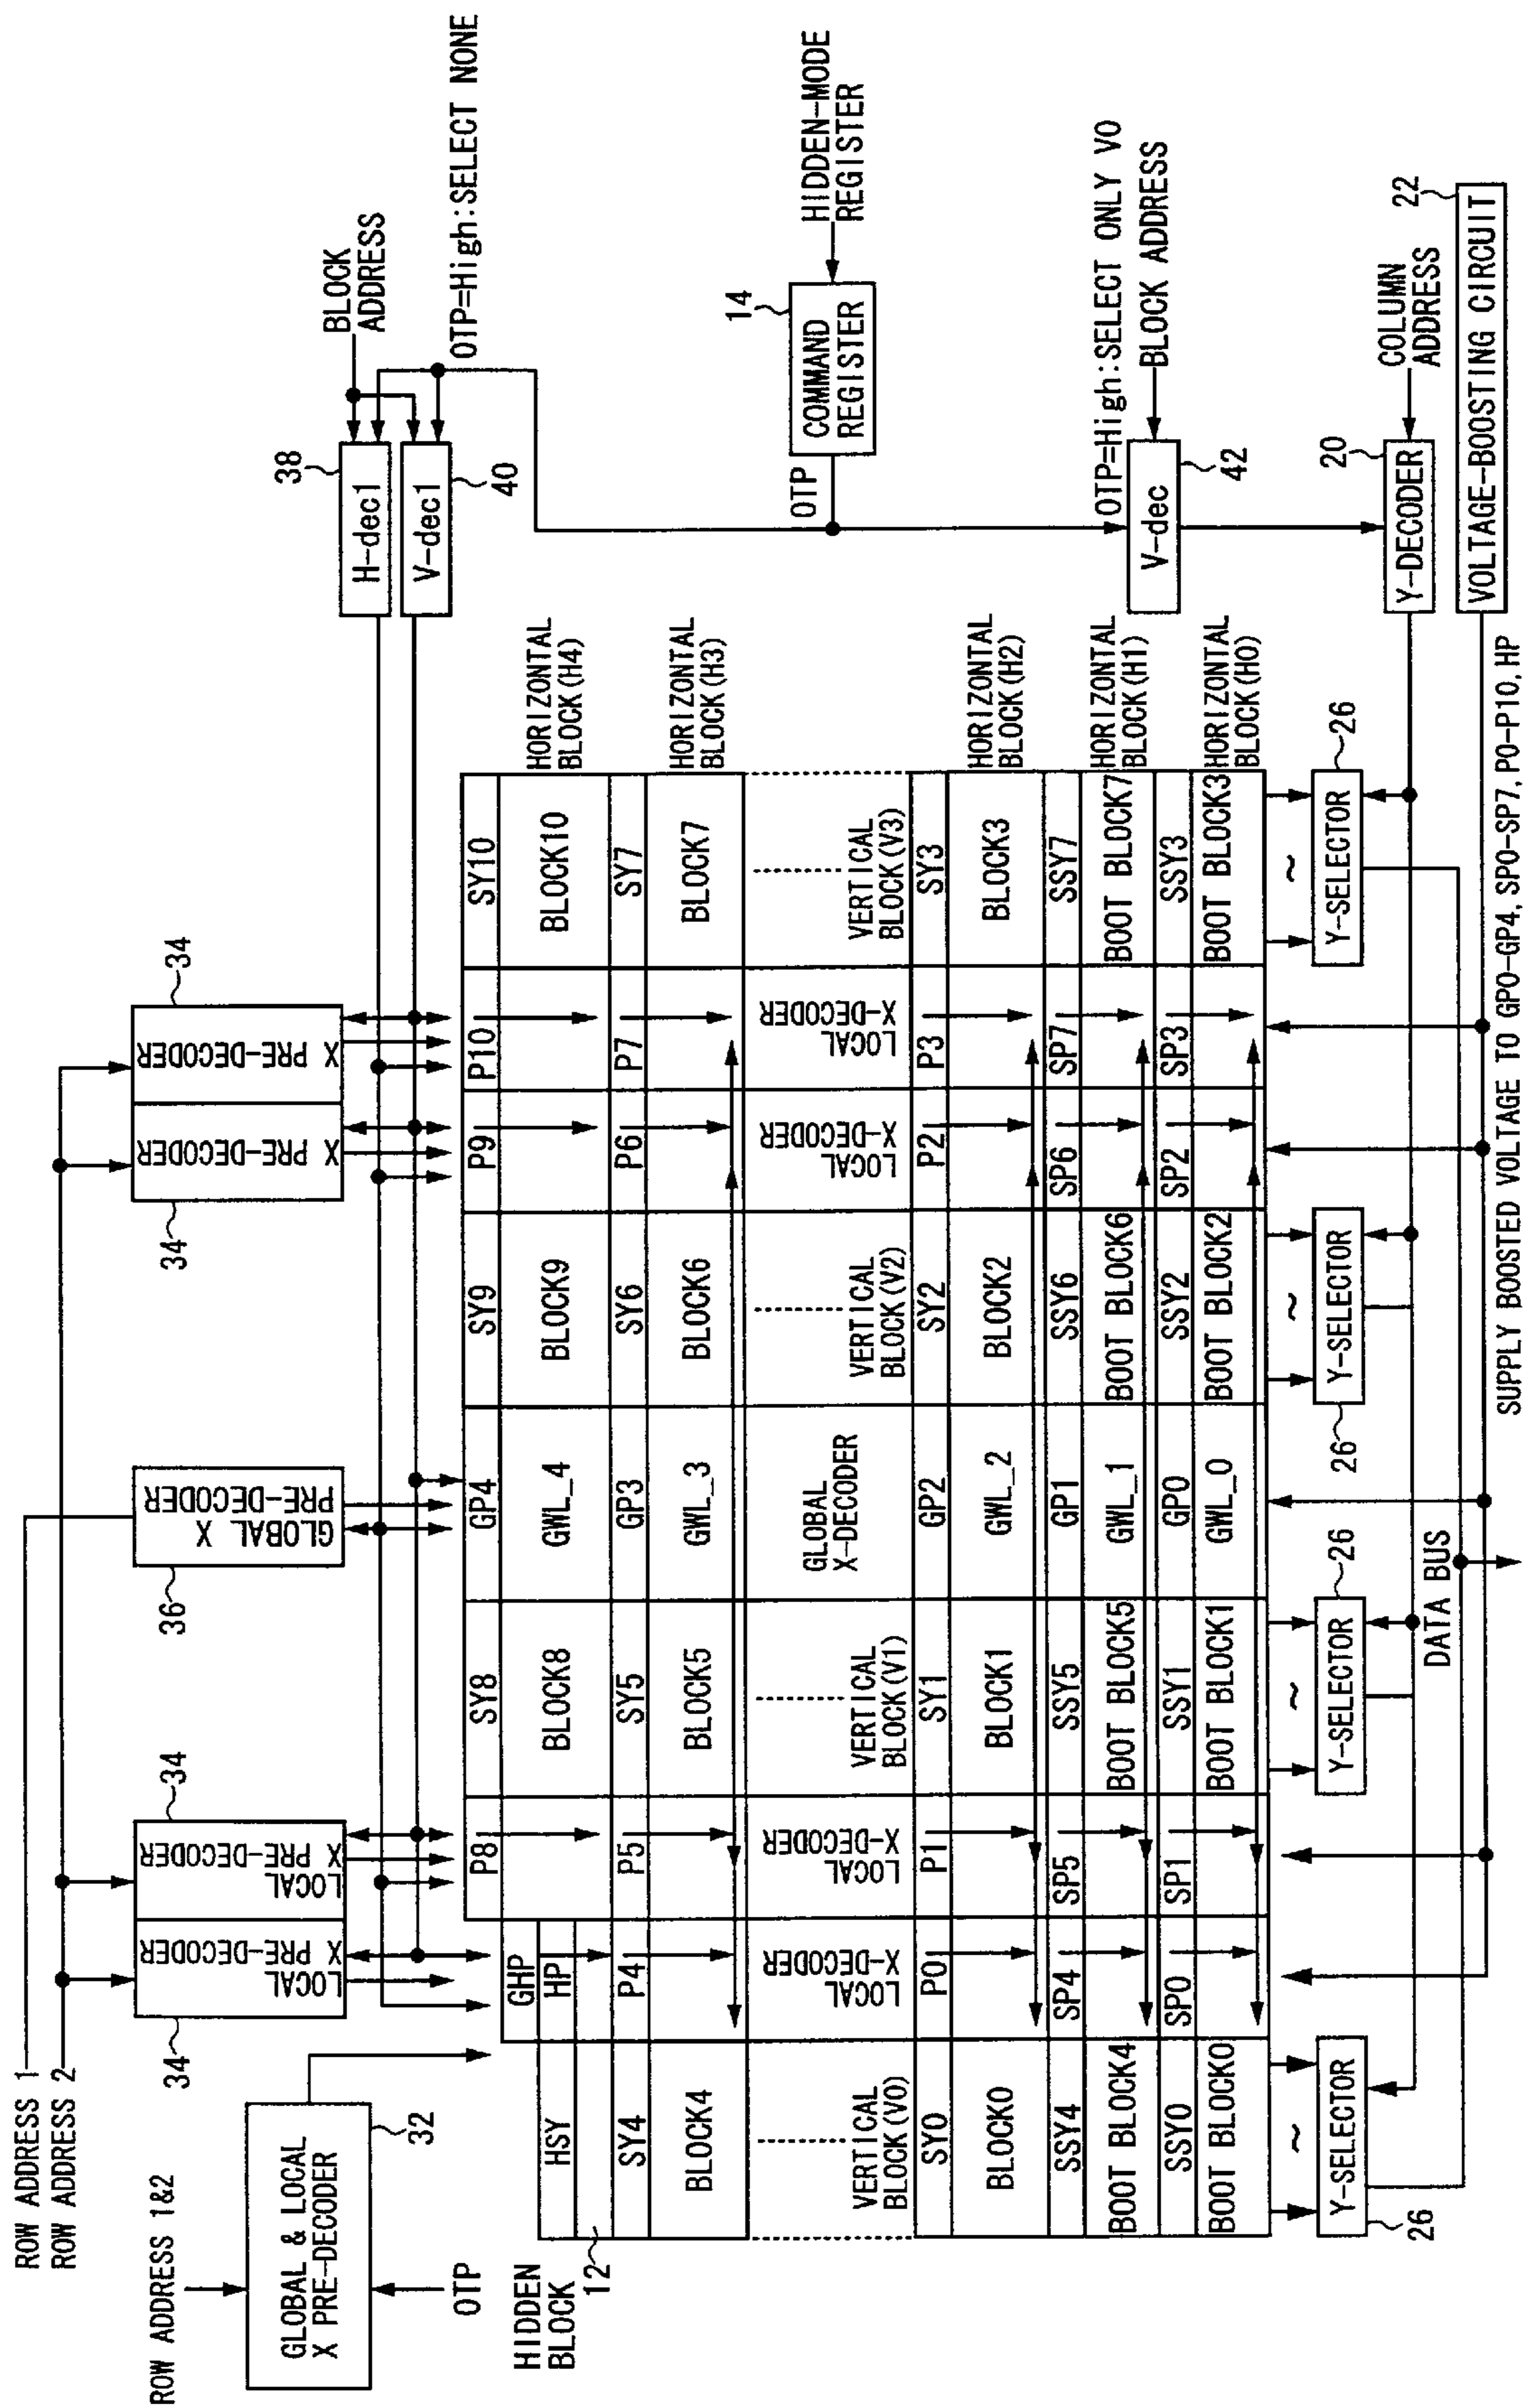 ROW ADDRESS 1
ROW ADDRESS 2
ROW ADDRESS 1&2
GLOBAL & LOCAL
X PRE-DECODER
32
OTP
34
LOCAL
X PRE-DECODER
LOCAL
X PRE-DECODER
34
36
GLOBAL X
PRE-DECODER
34
X PRE-DECODER
X PRE-DECODER
34
BLOCK
ADDRESS
38
H-dec1
V-dec1
40
OTP=High:SELECT NONE
HIDDEN-MODE
REGISTER
14
COMMAND
REGISTER
OTP
OTP=High:SELECT ONLY V0
BLOCK ADDRESS
V-dec
42
COLUMN
ADDRESS
20
Y-DECODER
22
VOLTAGE-BOOSTING CIRCUIT
HIDDEN
BLOCK
12
GHP
HSY
HP
P8
SY8
GP4
SY9
P9
P10
SY10
BLOCK8
GWL_4
BLOCK9
BLOCK10
HORIZONTAL
BLOCK(H4)
SY4
P4
P5
SY5
GP3
SY6
P6
P7
SY7
BLOCK4
BLOCK5
GWL_3
BLOCK6
BLOCK7
HORIZONTAL
BLOCK(H3)
VERTICAL
BLOCK(V0)
LOCAL
X-DECODER
LOCAL
X-DECODER
VERTICAL
BLOCK(V1)
GLOBAL
X-DECODER
VERTICAL
BLOCK(V2)
LOCAL
X-DECODER
LOCAL
X-DECODER
VERTICAL
BLOCK(V3)
SY0
P0
P1
SY1
GP2
SY2
P2
P3
SY3
BLOCK0
BLOCK1
GWL_2
BLOCK2
BLOCK3
HORIZONTAL
BLOCK(H2)
SSY4
SP4
SP5
SSY5
GP1
SSY6
SP6
SP7
SSY7
BOOT BLOCK4
BOOT BLOCK5
GWL_1
BOOT BLOCK6
BOOT BLOCK7
HORIZONTAL
BLOCK(H1)
SSY0
SP0
SP1
SSY1
GP0
SSY2
SP2
SP3
SSY3
BOOT BLOCK0
BOOT BLOCK1
GWL_0
BOOT BLOCK2
BOOT BLOCK3
HORIZONTAL
BLOCK(H0)
~
~
~
~
Y-SELECTOR
26
Y-SELECTOR
26
Y-SELECTOR
26
Y-SELECTOR
26
DATA BUS
SUPPLY BOOSTED VOLTAGE TO GP0-GP4, SP0-SP7, P0-P10, HP